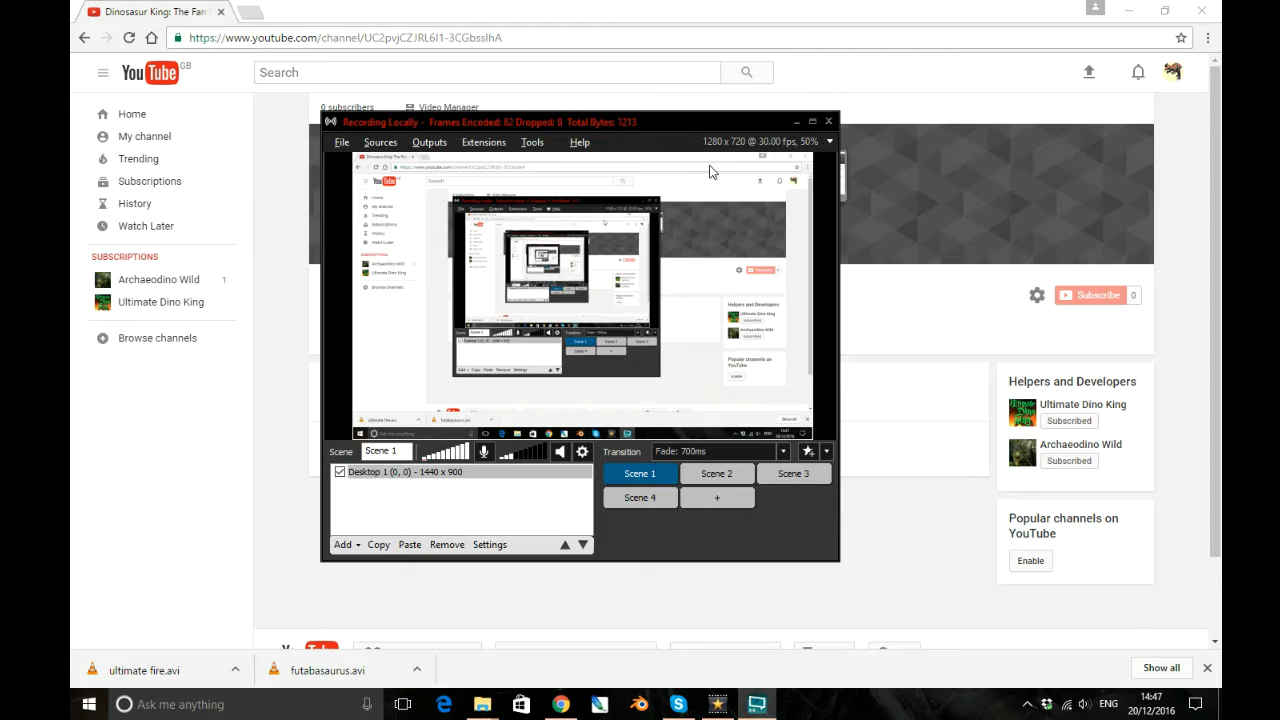 Dinosasur King: The Fan
https://www.youtube.com/channel/UC2pvjCZJRL6I1-3CGbssIhA
YouTube GB
Search
Home
My channel
Trending
Subscriptions
History
Watch Later
SUBSCRIPTIONS
Archaeodino Wild 1
Ultimate Dino King
Browse channels
0 subscribers Video Manager
Recording Locally - Frames Encoded: 62 Dropped: 0 Total Bytes: 1213
File Sources Outputs Extensions Tools Help 1280 x 720 @ 30.00 fps, 50%
Scene Scene 1 Transition Fade: 700ms
Desktop 1 (0, 0) - 1440 x 900
Scene 1 Scene 2 Scene 3
Scene 4 +
Add Copy Paste Remove Settings
Subscribe 0
Helpers and Developers
Ultimate Dino King
Subscribed
Archaeodino Wild
Subscribed
Popular channels on
YouTube
Enable
ultimate fire.avi futabasaurus.avi Show all
Ask me anything ENG 14:47
20/12/2016